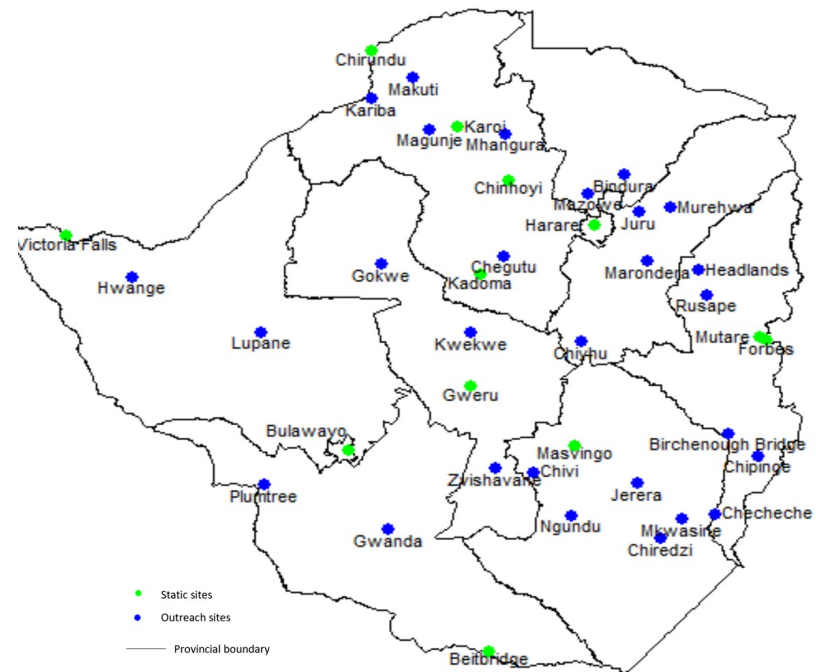 Chirundu
Makuti
Kariba
Karoi
Magunje
Mhangura
Chinhoyi
Bindura
Mazowe
Murehwa
Harare
Juru
Victoria Falls
Hwange
Gokwe
Chegutu
Kadoma
Marondera
Headlands
Rusape
Lupane
Kwekwe
Chivhu
Mutare
Forbes
Gweru
Bulawayo
Masvingo
Birchenough Bridge
Chipinge
Zvishavane
Chivi
Plumtree
Jerera
Ngundu
Mkwasine
Checheche
Chiredzi
Gwanda
Static sites
Outreach sites
Provincial boundary
Beitbridge